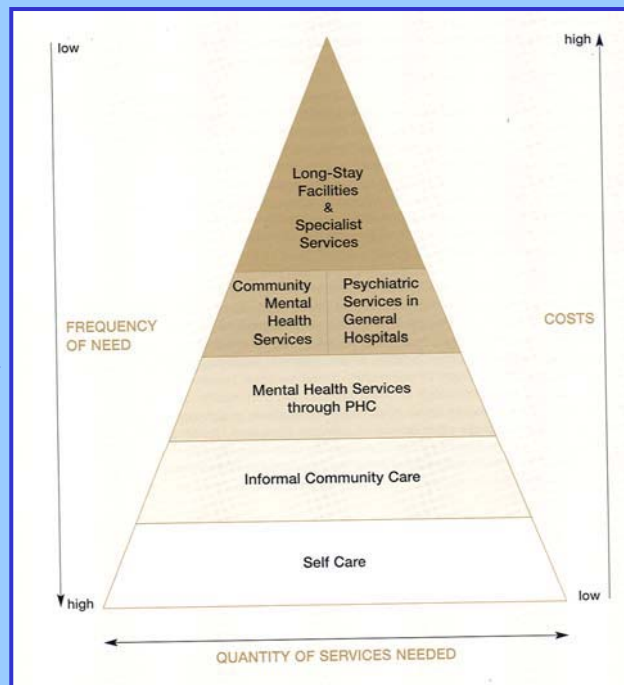 low
high
Long-Stay
Facilities
&
Specialist
Services
Community
Mental
Health
Services
Psychiatric
Services in
General
Hospitals
FREQUENCY
OF NEED
COSTS
Mental Health Services
through PHC
Informal Community Care
Self Care
high
low
QUANTITY OF SERVICES NEEDED